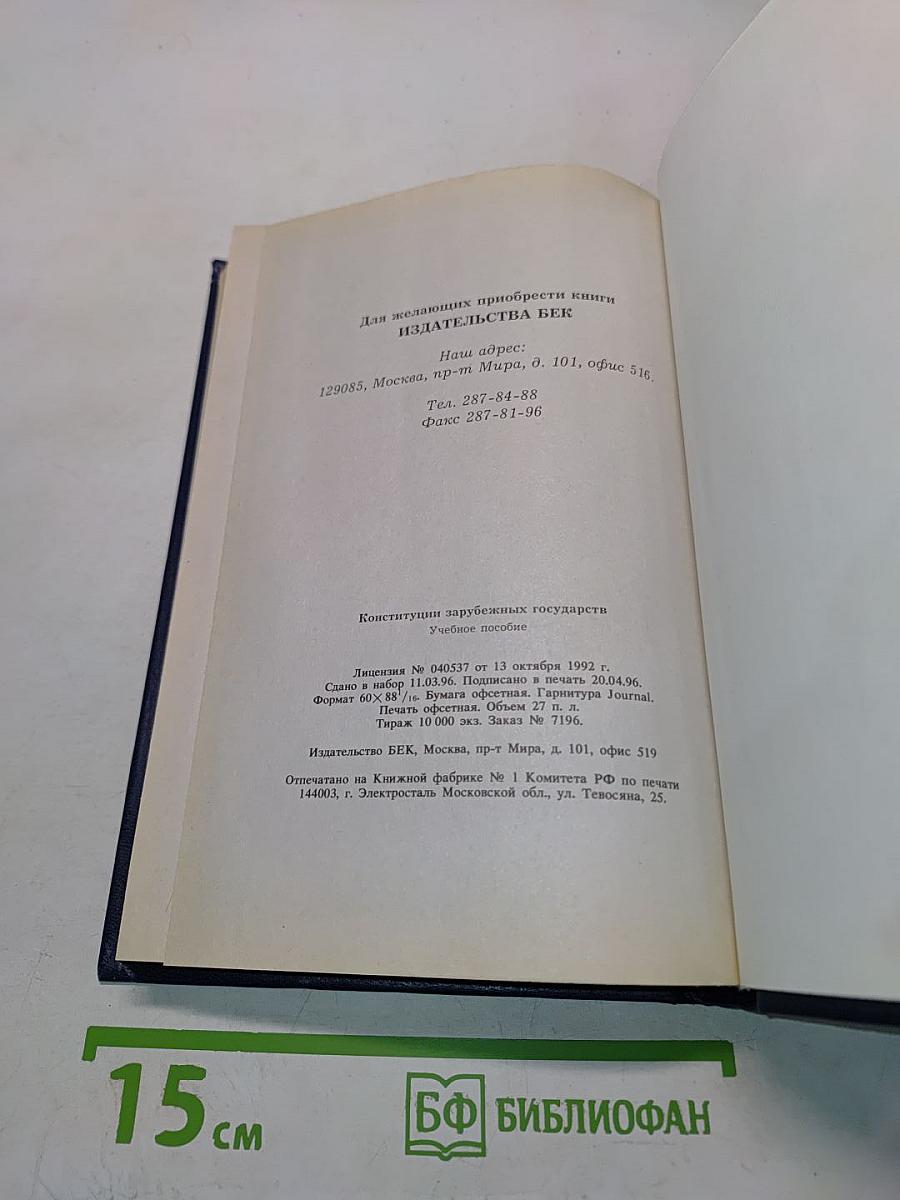 Для желающих приобрести книги
ИЗДАТЕЛЬСТВА БЕК
Наш адрес:
129085, Москва, пр-т Мира, д. 101, офис 516.
Тел. 287-84-88
Факс 287-81-96
Конституции зарубежных государств
Учебное пособие
Лицензия № 040537 от 13 октября 1992 г.
Сдано в набор 11.03.96. Подписано в печать 20.04.96.
Формат 60×88 1/16. Бумага офсетная. Гарнитура Journal.
Печать офсетная. Объем 27 п. л.
Тираж 10 000 экз. Заказ № 7196.
Издательство БЕК, Москва, пр-т Мира, д. 101, офис 519
Отпечатано на Книжной фабрике № 1 Комитета РФ по печати
144003, г. Электросталь Московской обл., ул. Тевосяна, 25.
15 см
БФ БИБЛИОФАН